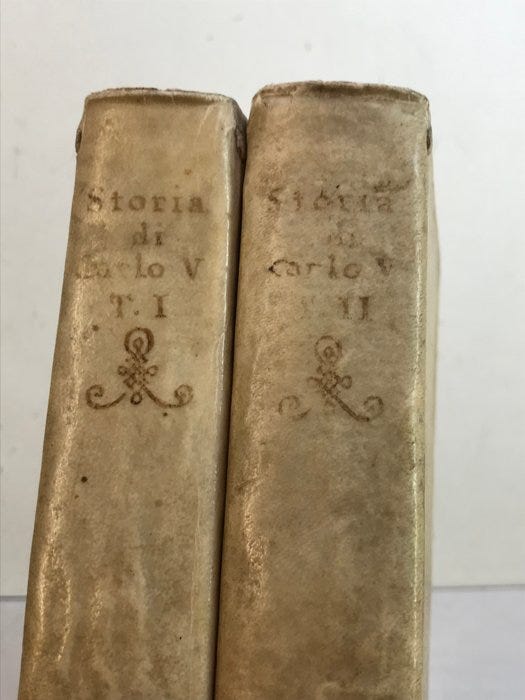 Storia
di
Carlo V
T. I
Storia
di
Carlo V
T. II